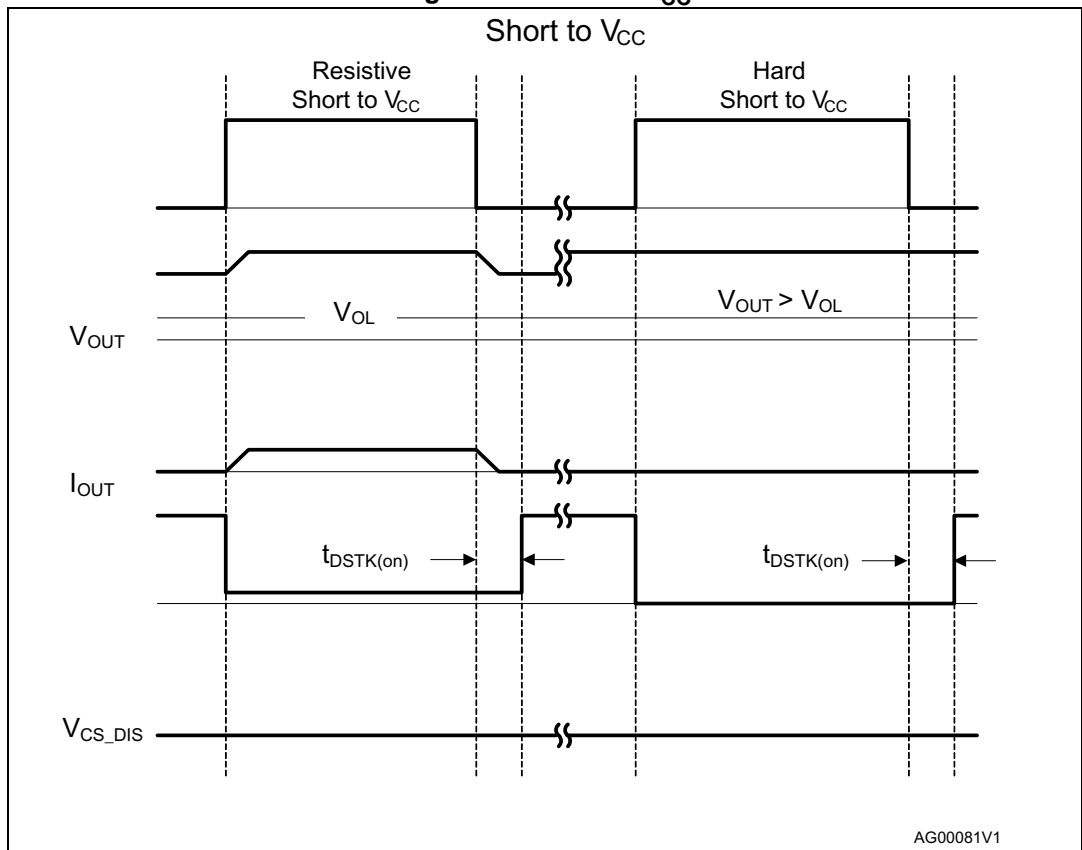 Short to VCC
Resistive
Short to VCC
Hard
Short to VCC
VOL
VOUT > VOL
VOUT
IOUT
tDSTK(on)
tDSTK(on)
VCS_DIS
AG00081V1